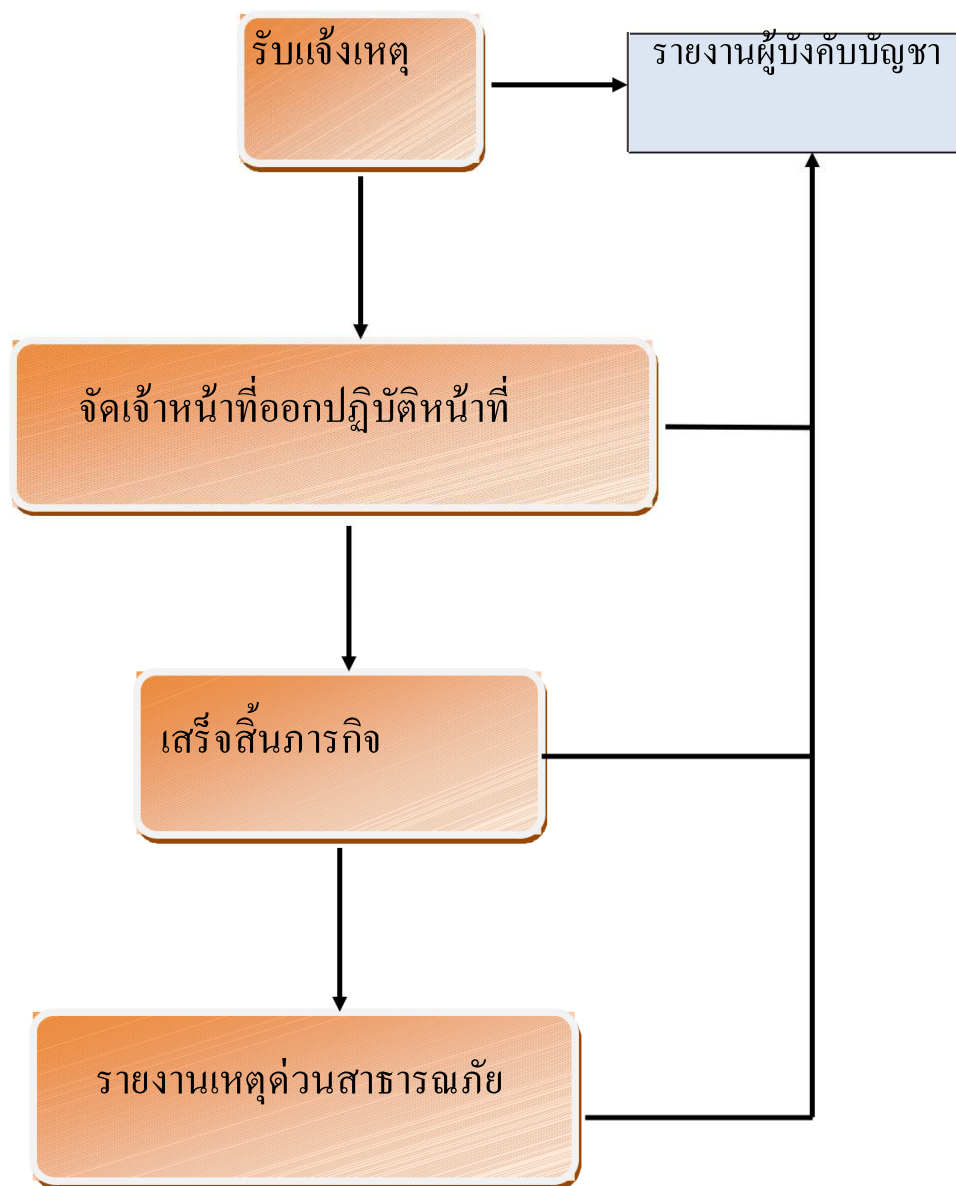 รับแจ้งเหตุ
รายงานผู้บังคับบัญชา
จัดเจ้าหน้าที่ออกปฏิบัติหน้าที่
เสร็จสิ้นภารกิจ
รายงานเหตุด่วนสาธารณภัย